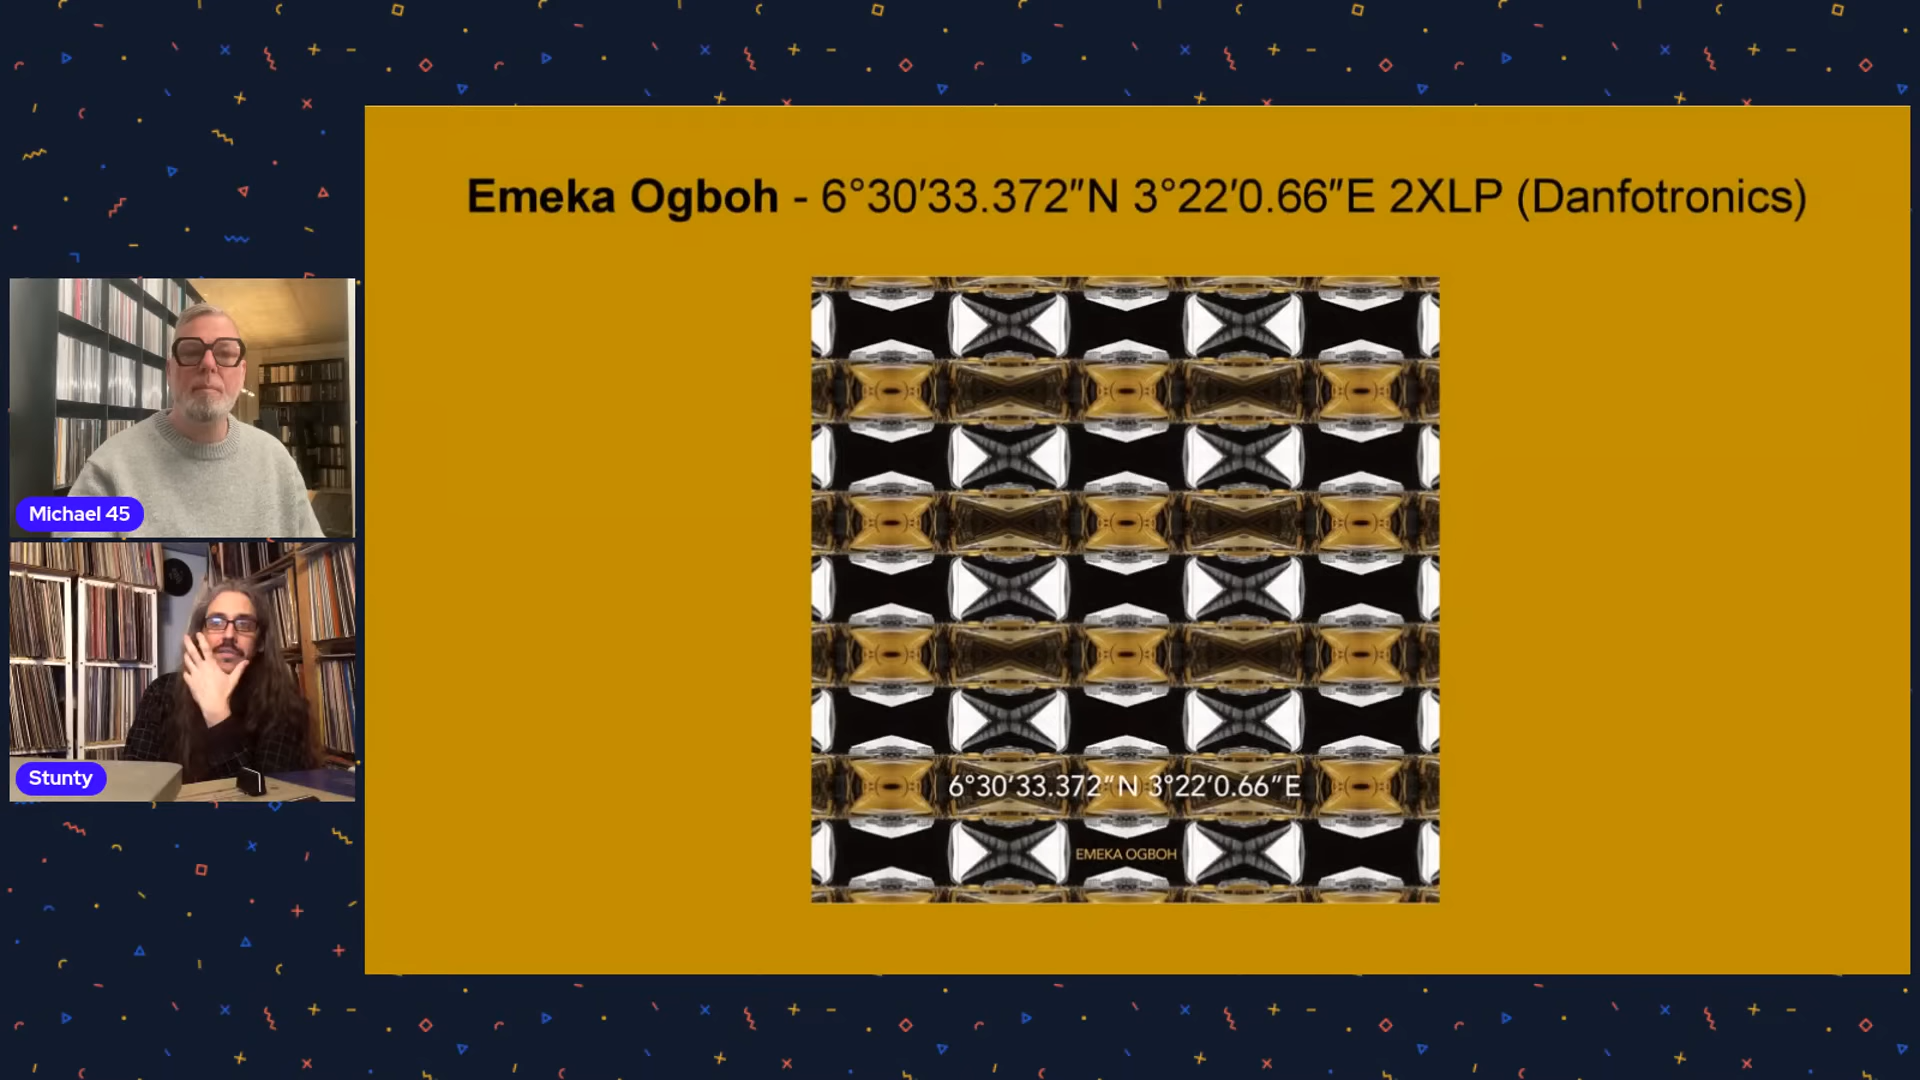 Emeka Ogboh - 6°30′33.372″N 3°22′0.66″E 2XLP (Danfotronics)
Michael 45
Stunty
6°30′33.372″N 3°22′0.66″E
EMEKA OGBOH